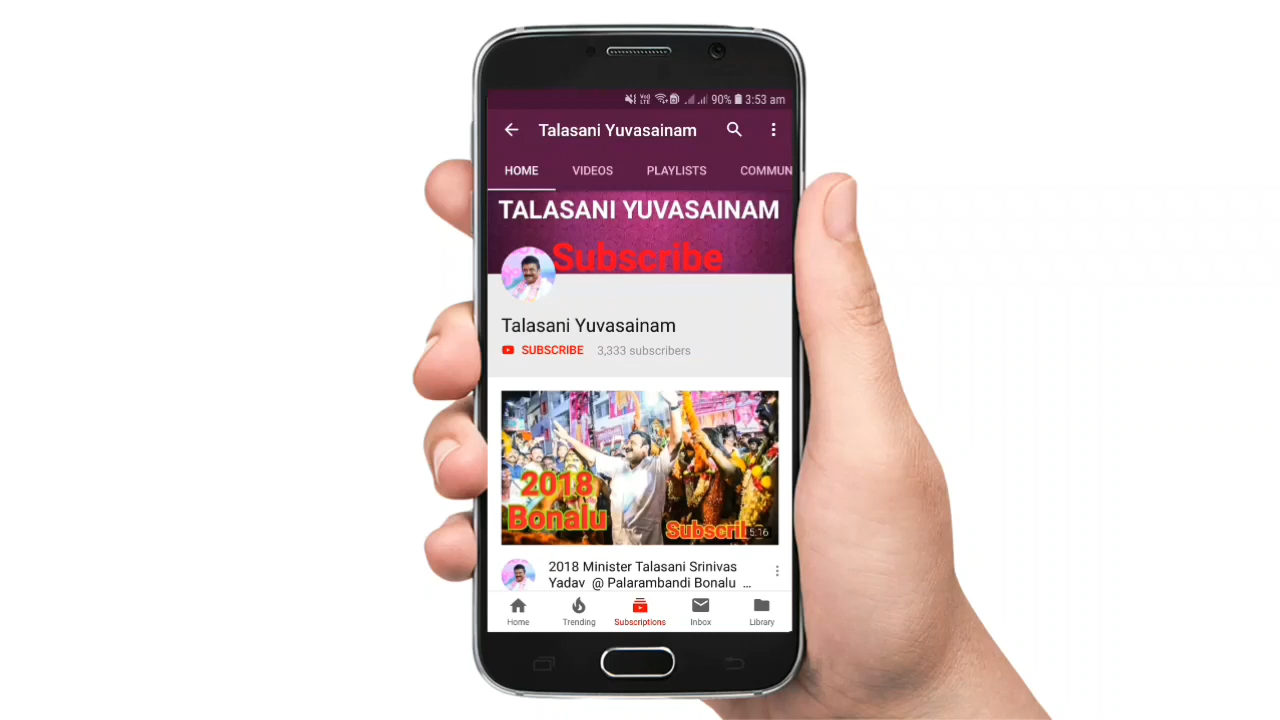 90% 3:53 am
Talasani Yuvasainam
HOME VIDEOS PLAYLISTS COMMUN
TALASANI YUVASAINAM
Subscribe
Talasani Yuvasainam
SUBSCRIBE 3,333 subscribers
2018
Bonalu
Subscril 5:16
2018 Minister Talasani Srinivas
Yadav @ Palarambandi Bonalu ...
Home Trending Subscriptions Inbox Library